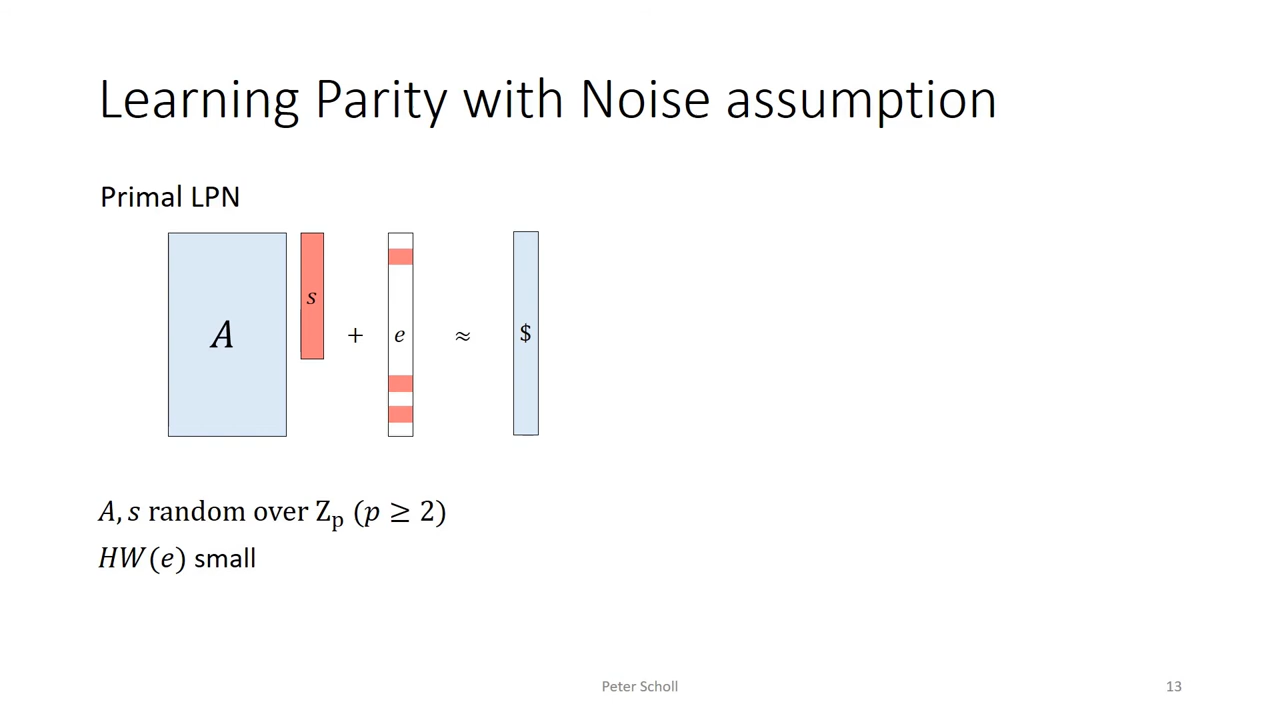 Learning Parity with Noise assumption
Primal LPN
A s + e ≈ $
A, s random over Zₚ (p ≥ 2)
HW(e) small
Peter Scholl
13